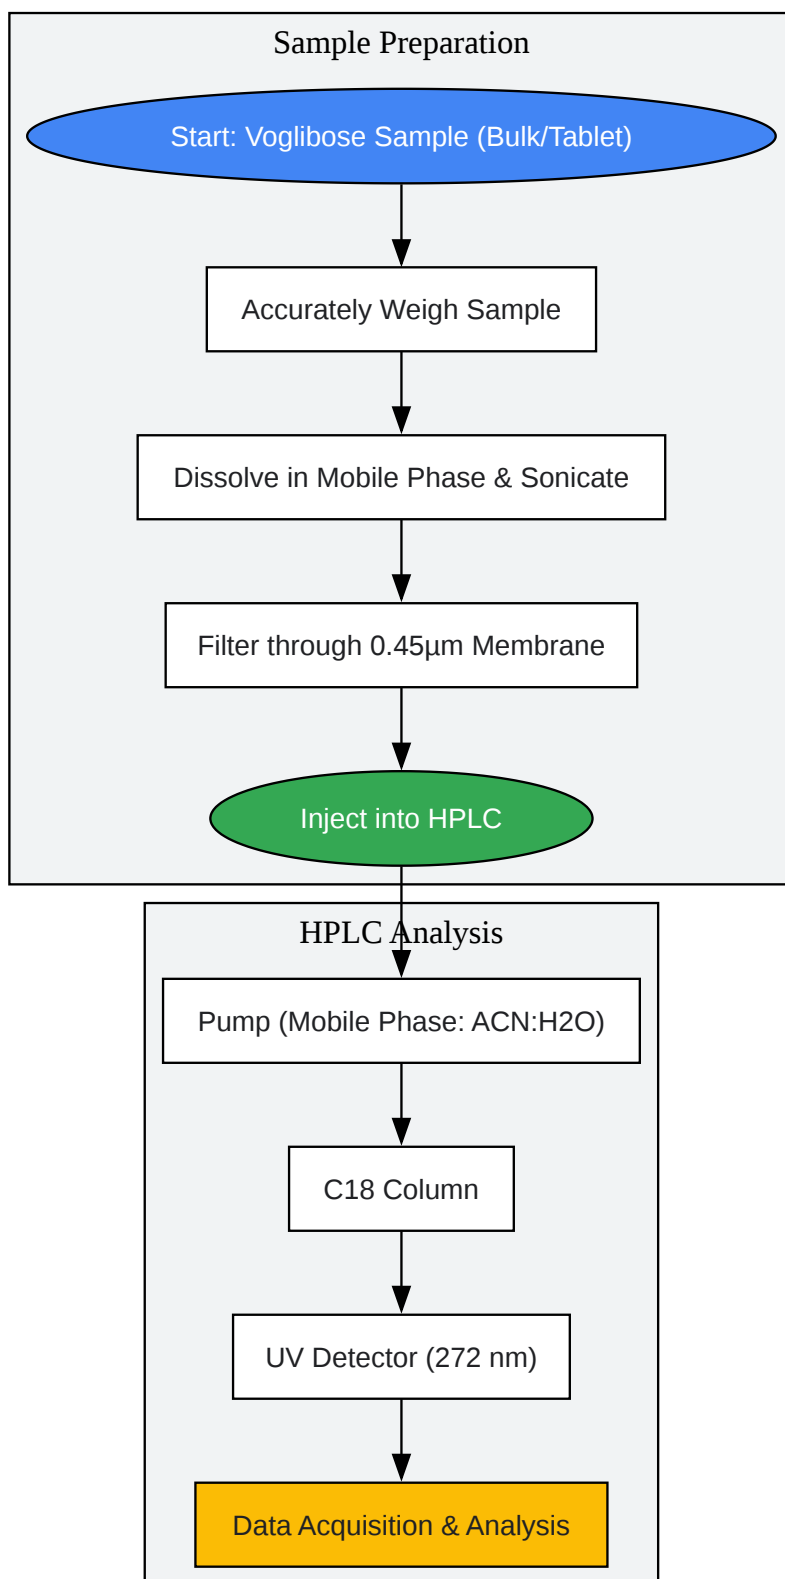 Sample Preparation
Start: Voglibose Sample (Bulk/Tablet)
Accurately Weigh Sample
Dissolve in Mobile Phase & Sonicate
Filter through 0.45µm Membrane
Inject into HPLC
HPLC Analysis
Pump (Mobile Phase: ACN:H2O)
C18 Column
UV Detector (272 nm)
Data Acquisition & Analysis